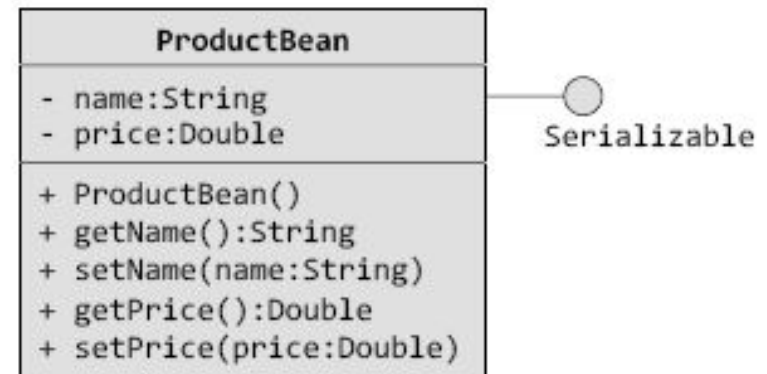 ProductBean
- name:String
- price:Double
Serializable
+ ProductBean()
+ getName():String
+ setName(name:String)
+ getPrice():Double
+ setPrice(price:Double)